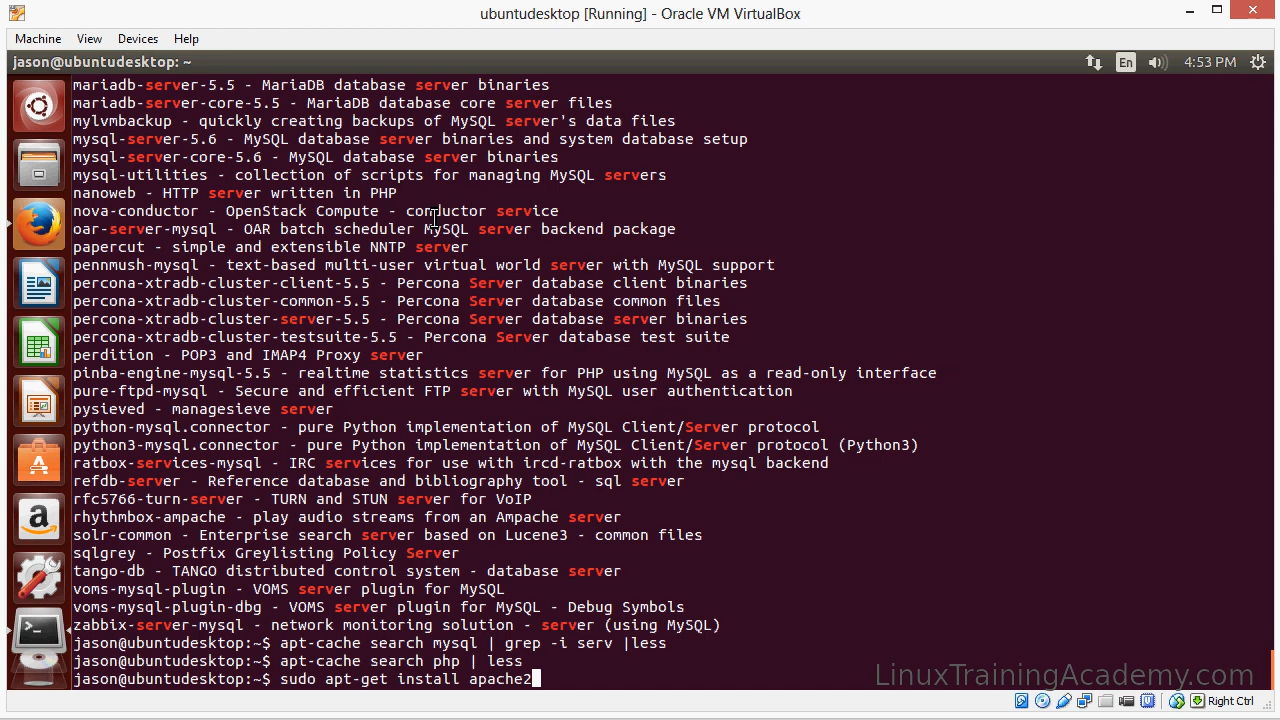 ubuntudesktop [Running] - Oracle VM VirtualBox
Machine View Devices Help
jason@ubuntudesktop: ~ En 4:53 PM
mariadb-server-5.5 - MariaDB database server binaries
mariadb-server-core-5.5 - MariaDB database core server files
mylvmbackup - quickly creating backups of MySQL server's data files
mysql-server-5.6 - MySQL database server binaries and system database setup
mysql-server-core-5.6 - MySQL database server binaries
mysql-utilities - collection of scripts for managing MySQL servers
nanoweb - HTTP server written in PHP
nova-conductor - OpenStack Compute - conductor service
oar-server-mysql - OAR batch scheduler MySQL server backend package
papercut - simple and extensible NNTP server
pennmush-mysql - text-based multi-user virtual world server with MySQL support
percona-xtradb-cluster-client-5.5 - Percona Server database client binaries
percona-xtradb-cluster-common-5.5 - Percona Server database common files
percona-xtradb-cluster-server-5.5 - Percona Server database server binaries
percona-xtradb-cluster-testsuite-5.5 - Percona Server database test suite
perdition - POP3 and IMAP4 Proxy server
pinba-engine-mysql-5.5 - realtime statistics server for PHP using MySQL as a read-only interface
pure-ftpd-mysql - Secure and efficient FTP server with MySQL user authentication
pysieved - managesieve server
python-mysql.connector - pure Python implementation of MySQL Client/Server protocol
python3-mysql.connector - pure Python implementation of MySQL Client/Server protocol (Python3)
ratbox-services-mysql - IRC services for use with ircd-ratbox with the mysql backend
refdb-server - Reference database and bibliography tool - sql server
rfc5766-turn-server - TURN and STUN server for VoIP
rhythmbox-ampache - play audio streams from an Ampache server
solr-common - Enterprise search server based on Lucene3 - common files
sqlgrey - Postfix Greylisting Policy Server
tango-db - TANGO distributed control system - database server
voms-mysql-plugin - VOMS server plugin for MySQL
voms-mysql-plugin-dbg - VOMS server plugin for MySQL - Debug Symbols
zabbix-server-mysql - network monitoring solution - server (using MySQL)
jason@ubuntudesktop:~$ apt-cache search mysql | grep -i serv |less
jason@ubuntudesktop:~$ apt-cache search php | less
jason@ubuntudesktop:~$ sudo apt-get install apache2
LinuxTrainingAcademy.com
Right Ctrl